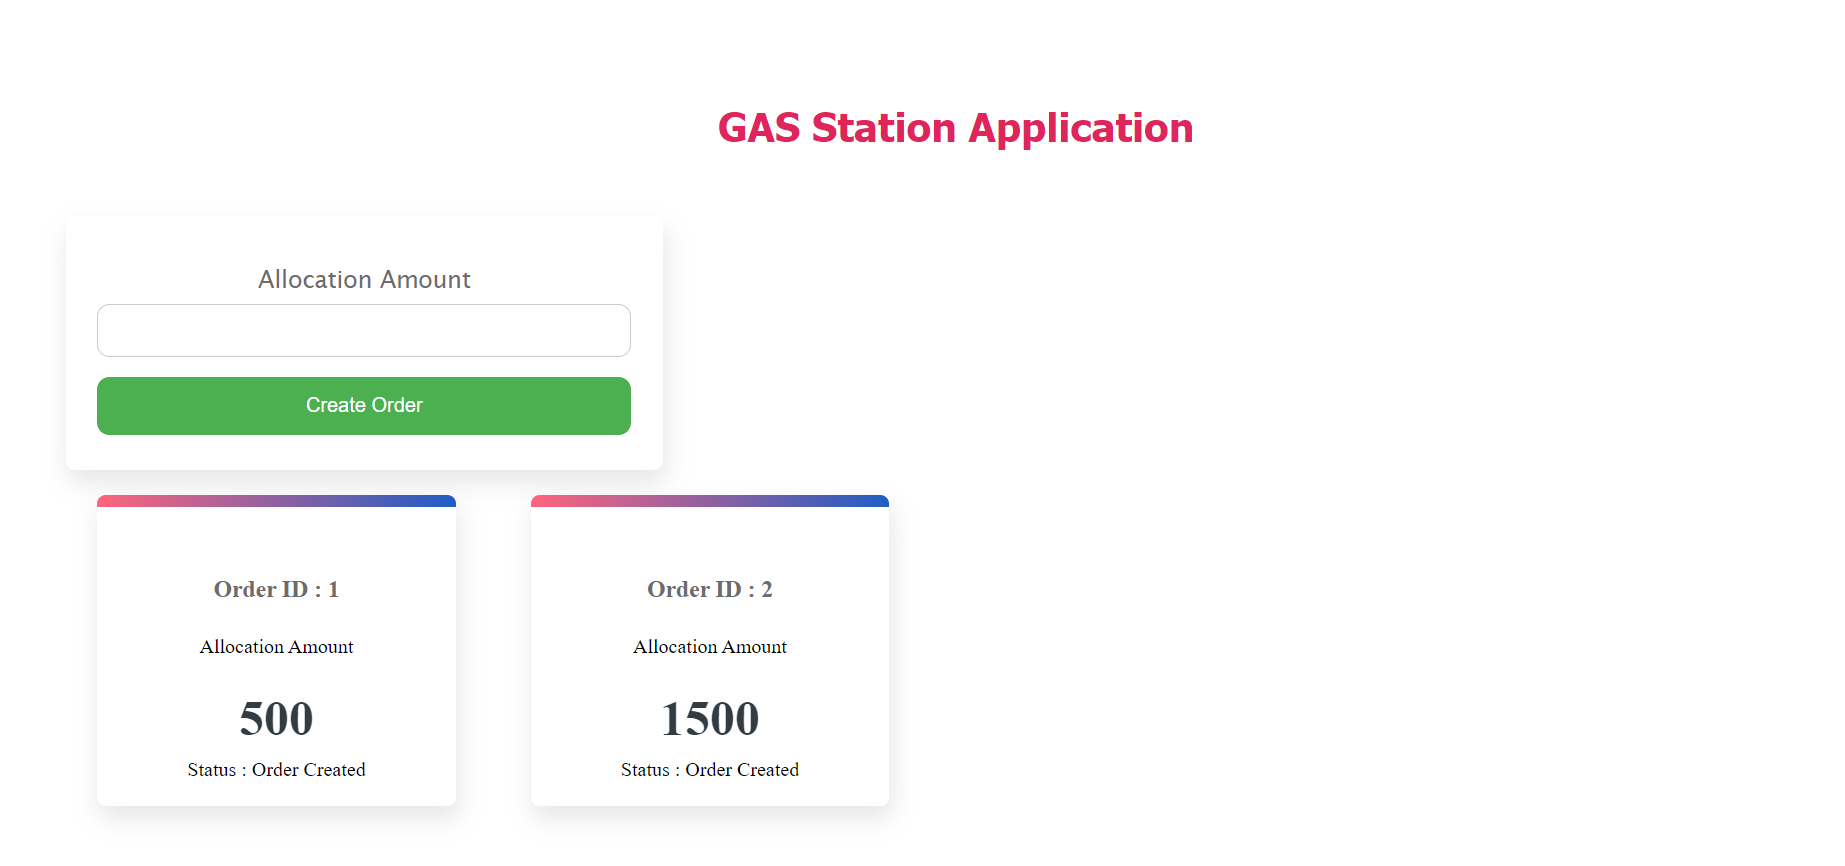 GAS Station Application
Allocation Amount
Create Order
Order ID : 1
Allocation Amount
500
Status : Order Created
Order ID : 2
Allocation Amount
1500
Status : Order Created